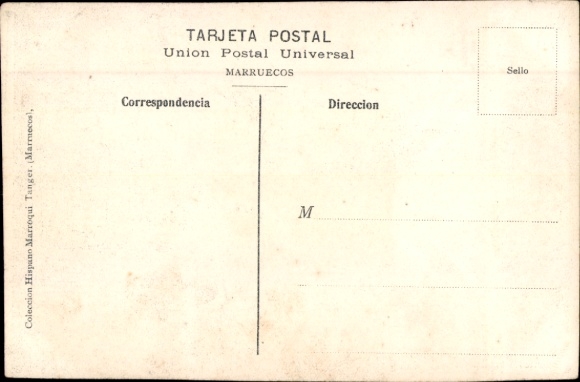 TARJETA POSTAL
Union Postal Universal
MARRUECOS
Sello
Correspondencia
Direccion
M
Coleccion Hispano Marroqui Tanger. (Marruecos),